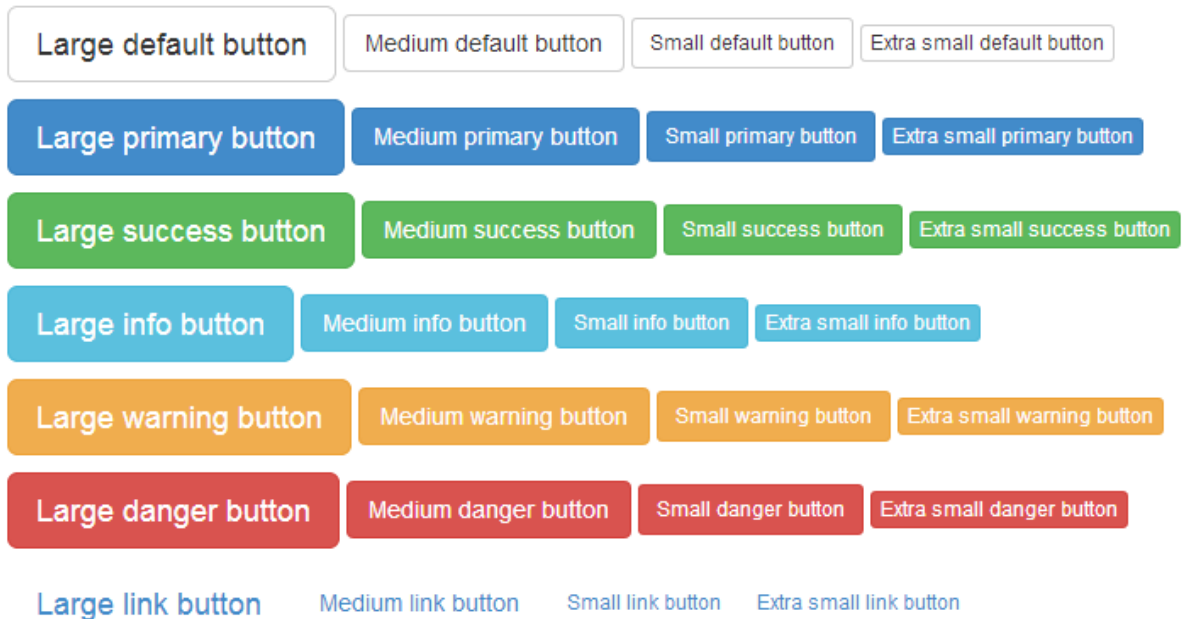 Large default button Medium default button Small default button Extra small default button
Large primary button Medium primary button Small primary button Extra small primary button
Large success button Medium success button Small success button Extra small success button
Large info button Medium info button Small info button Extra small info button
Large warning button Medium warning button Small warning button Extra small warning button
Large danger button Medium danger button Small danger button Extra small danger button
Large link button Medium link button Small link button Extra small link button